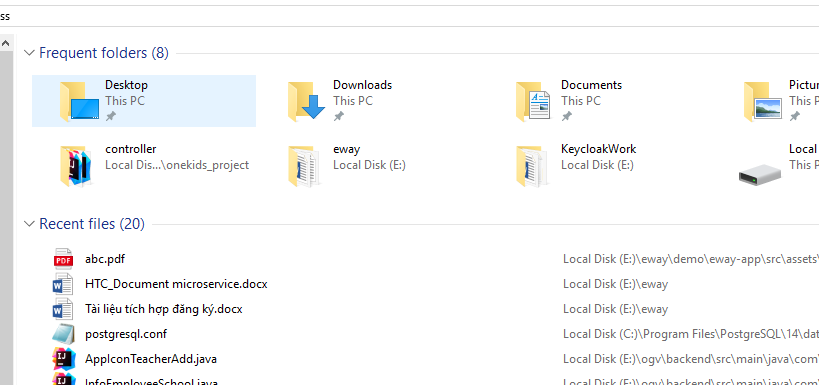 ss
Frequent folders (8)
Desktop
This PC
Downloads
This PC
Documents
This PC
Pictur
This P
controller
Local Dis...\onekids_project
eway
Local Disk (E:)
KeycloakWork
Local Disk (E:)
Local
This P
Recent files (20)
abc.pdf
Local Disk (E:)\eway\demo\eway-app\src\assets\
HTC_Document microservice.docx
Local Disk (E:)\eway
Tài liệu tích hợp đăng ký.docx
Local Disk (E:)\eway
postgresql.conf
Local Disk (C:)\Program Files\PostgreSQL\14\dat
AppIconTeacherAdd.java
Local Disk (E:)\ogv\backend\src\main\java\com\
InfoEmployeeSchool.java
Local Disk (E:)\ogv\backend\src\main\java\com\